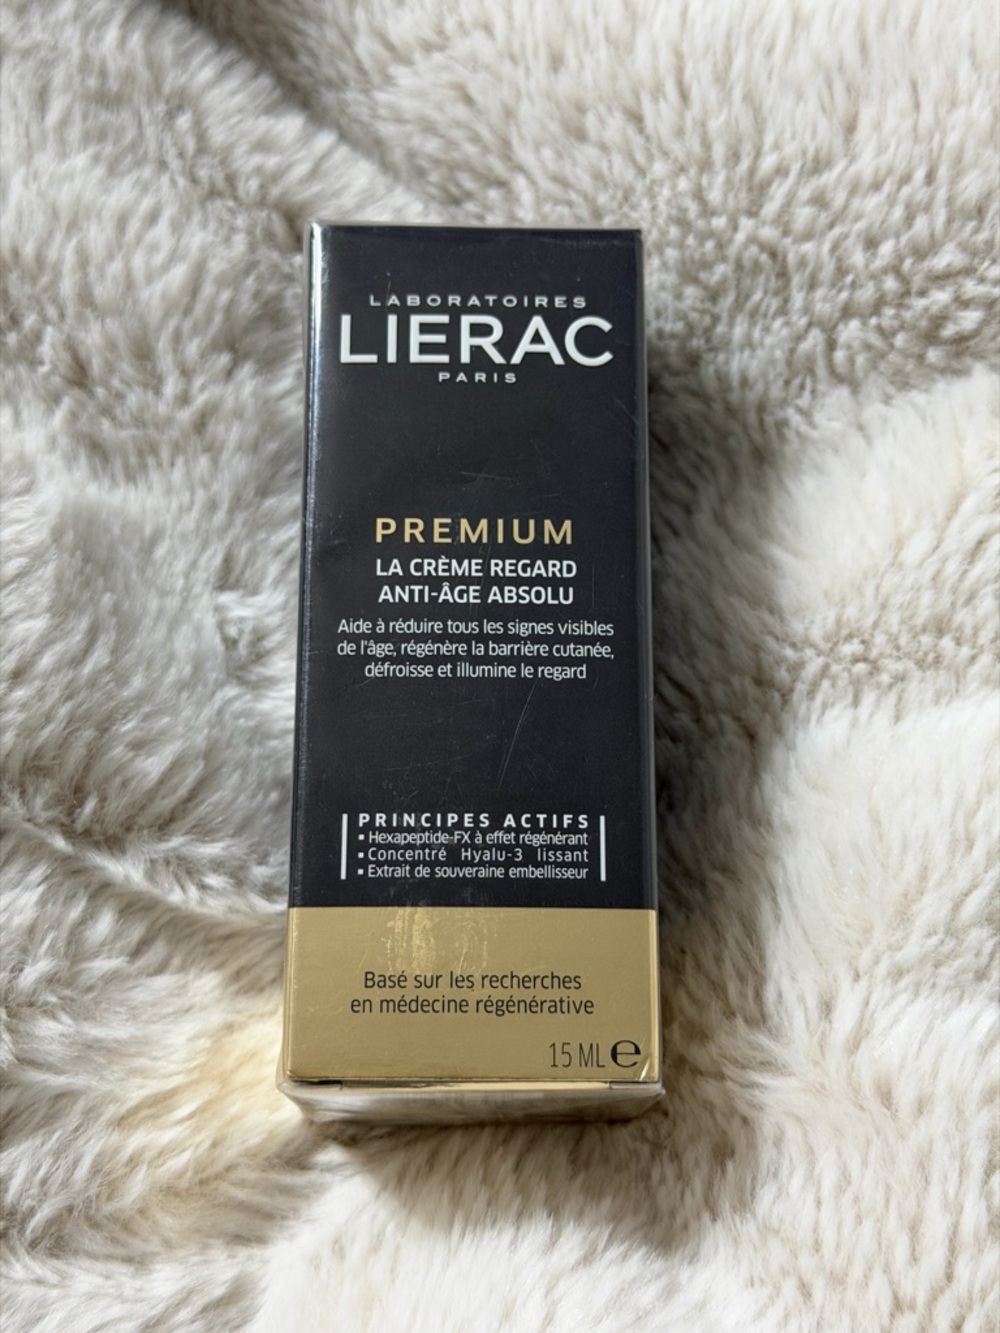 LABORATOIRES
LIERAC
PARIS
PREMIUM
LA CRÈME REGARD
ANTI-ÂGE ABSOLU
Aide à réduire tous les signes visibles
de l'âge, régénère la barrière cutanée,
défroisse et illumine le regard
PRINCIPES ACTIFS
▪ Hexapeptide-FX à effet régénérant
▪ Concentré Hyalu-3 lissant
▪ Extrait de souveraine embellisseur
Basé sur les recherches
en médecine régénérative
15 ML ℮